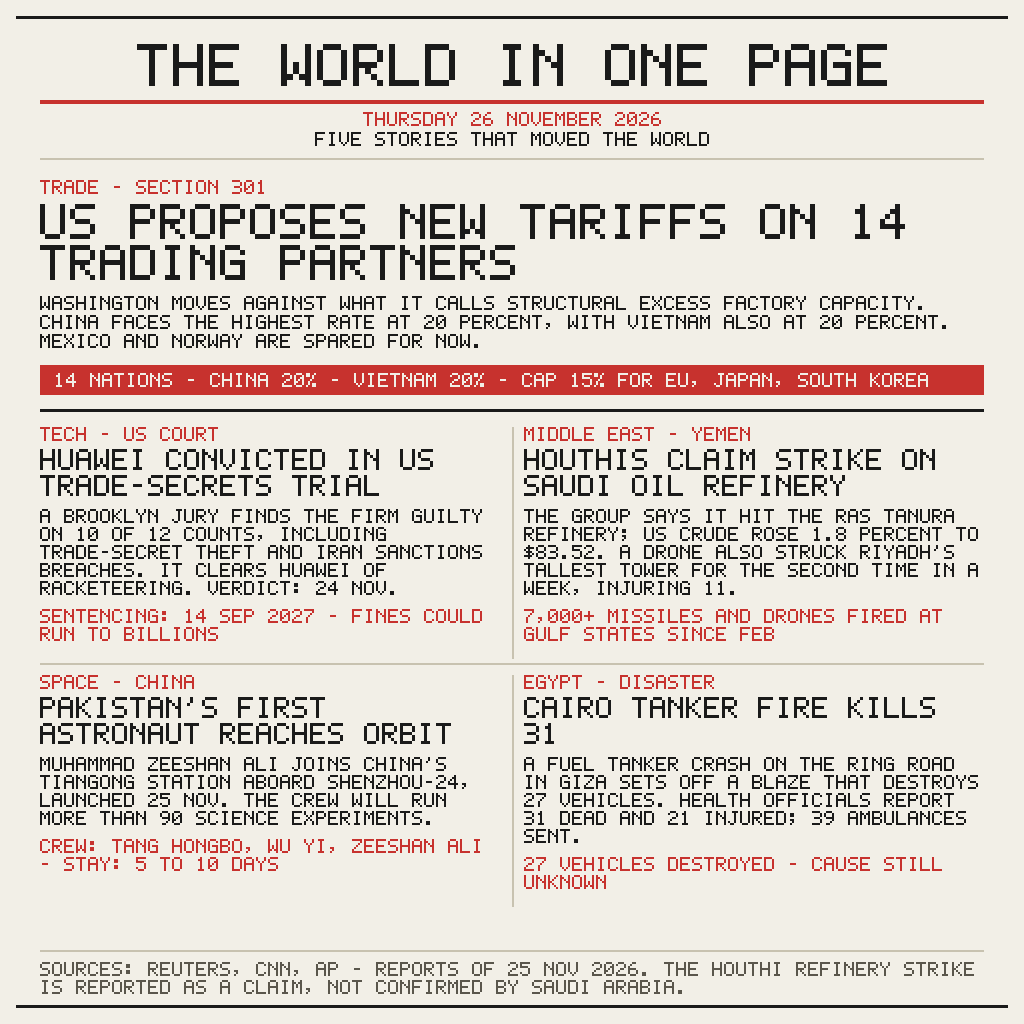 THE WORLD IN ONE PAGE
THURSDAY 26 NOVEMBER 2026
FIVE STORIES THAT MOVED THE WORLD
TRADE - SECTION 301
US PROPOSES NEW TARIFFS ON 14
TRADING PARTNERS
WASHINGTON MOVES AGAINST WHAT IT CALLS STRUCTURAL EXCESS FACTORY CAPACITY.
CHINA FACES THE HIGHEST RATE AT 20 PERCENT, WITH VIETNAM ALSO AT 20 PERCENT.
MEXICO AND NORWAY ARE SPARED FOR NOW.
14 NATIONS - CHINA 20% - VIETNAM 20% - CAP 15% FOR EU, JAPAN, SOUTH KOREA
TECH - US COURT
HUAWEI CONVICTED IN US
TRADE-SECRETS TRIAL
A BROOKLYN JURY FINDS THE FIRM GUILTY
ON 10 OF 12 COUNTS, INCLUDING
TRADE-SECRET THEFT AND IRAN SANCTIONS
BREACHES. IT CLEARS HUAWEI OF
RACKETEERING. VERDICT: 24 NOV.
SENTENCING: 14 SEP 2027 - FINES COULD
RUN TO BILLIONS
MIDDLE EAST - YEMEN
HOUTHIS CLAIM STRIKE ON
SAUDI OIL REFINERY
THE GROUP SAYS IT HIT THE RAS TANURA
REFINERY; US CRUDE ROSE 1.8 PERCENT TO
$83.52. A DRONE ALSO STRUCK RIYADH'S
TALLEST TOWER FOR THE SECOND TIME IN A
WEEK, INJURING 11.
7,000+ MISSILES AND DRONES FIRED AT
GULF STATES SINCE FEB
SPACE - CHINA
PAKISTAN'S FIRST
ASTRONAUT REACHES ORBIT
MUHAMMAD ZEESHAN ALI JOINS CHINA'S
TIANGONG STATION ABOARD SHENZHOU-24,
LAUNCHED 25 NOV. THE CREW WILL RUN
MORE THAN 90 SCIENCE EXPERIMENTS.
CREW: TANG HONGBO, WU YI, ZEESHAN ALI
- STAY: 5 TO 10 DAYS
EGYPT - DISASTER
CAIRO TANKER FIRE KILLS
31
A FUEL TANKER CRASH ON THE RING ROAD
IN GIZA SETS OFF A BLAZE THAT DESTROYS
27 VEHICLES. HEALTH OFFICIALS REPORT
31 DEAD AND 21 INJURED; 39 AMBULANCES
SENT.
27 VEHICLES DESTROYED - CAUSE STILL
UNKNOWN
SOURCES: REUTERS, CNN, AP - REPORTS OF 25 NOV 2026. THE HOUTHI REFINERY STRIKE
IS REPORTED AS A CLAIM, NOT CONFIRMED BY SAUDI ARABIA.